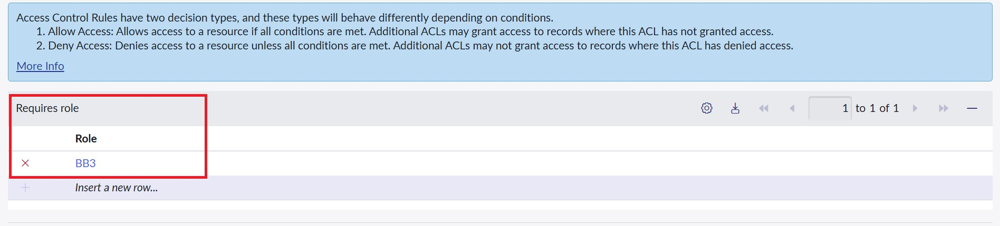 Access Control Rules have two decision types, and these types will behave differently depending on conditions.
1. Allow Access: Allows access to a resource if all conditions are met. Additional ACLs may grant access to records where this ACL has not granted access.
2. Deny Access: Denies access to a resource unless all conditions are met. Additional ACLs may not grant access to records where this ACL has denied access.
More Info
Requires role
1 to 1 of 1
Role
BB3
Insert a new row...